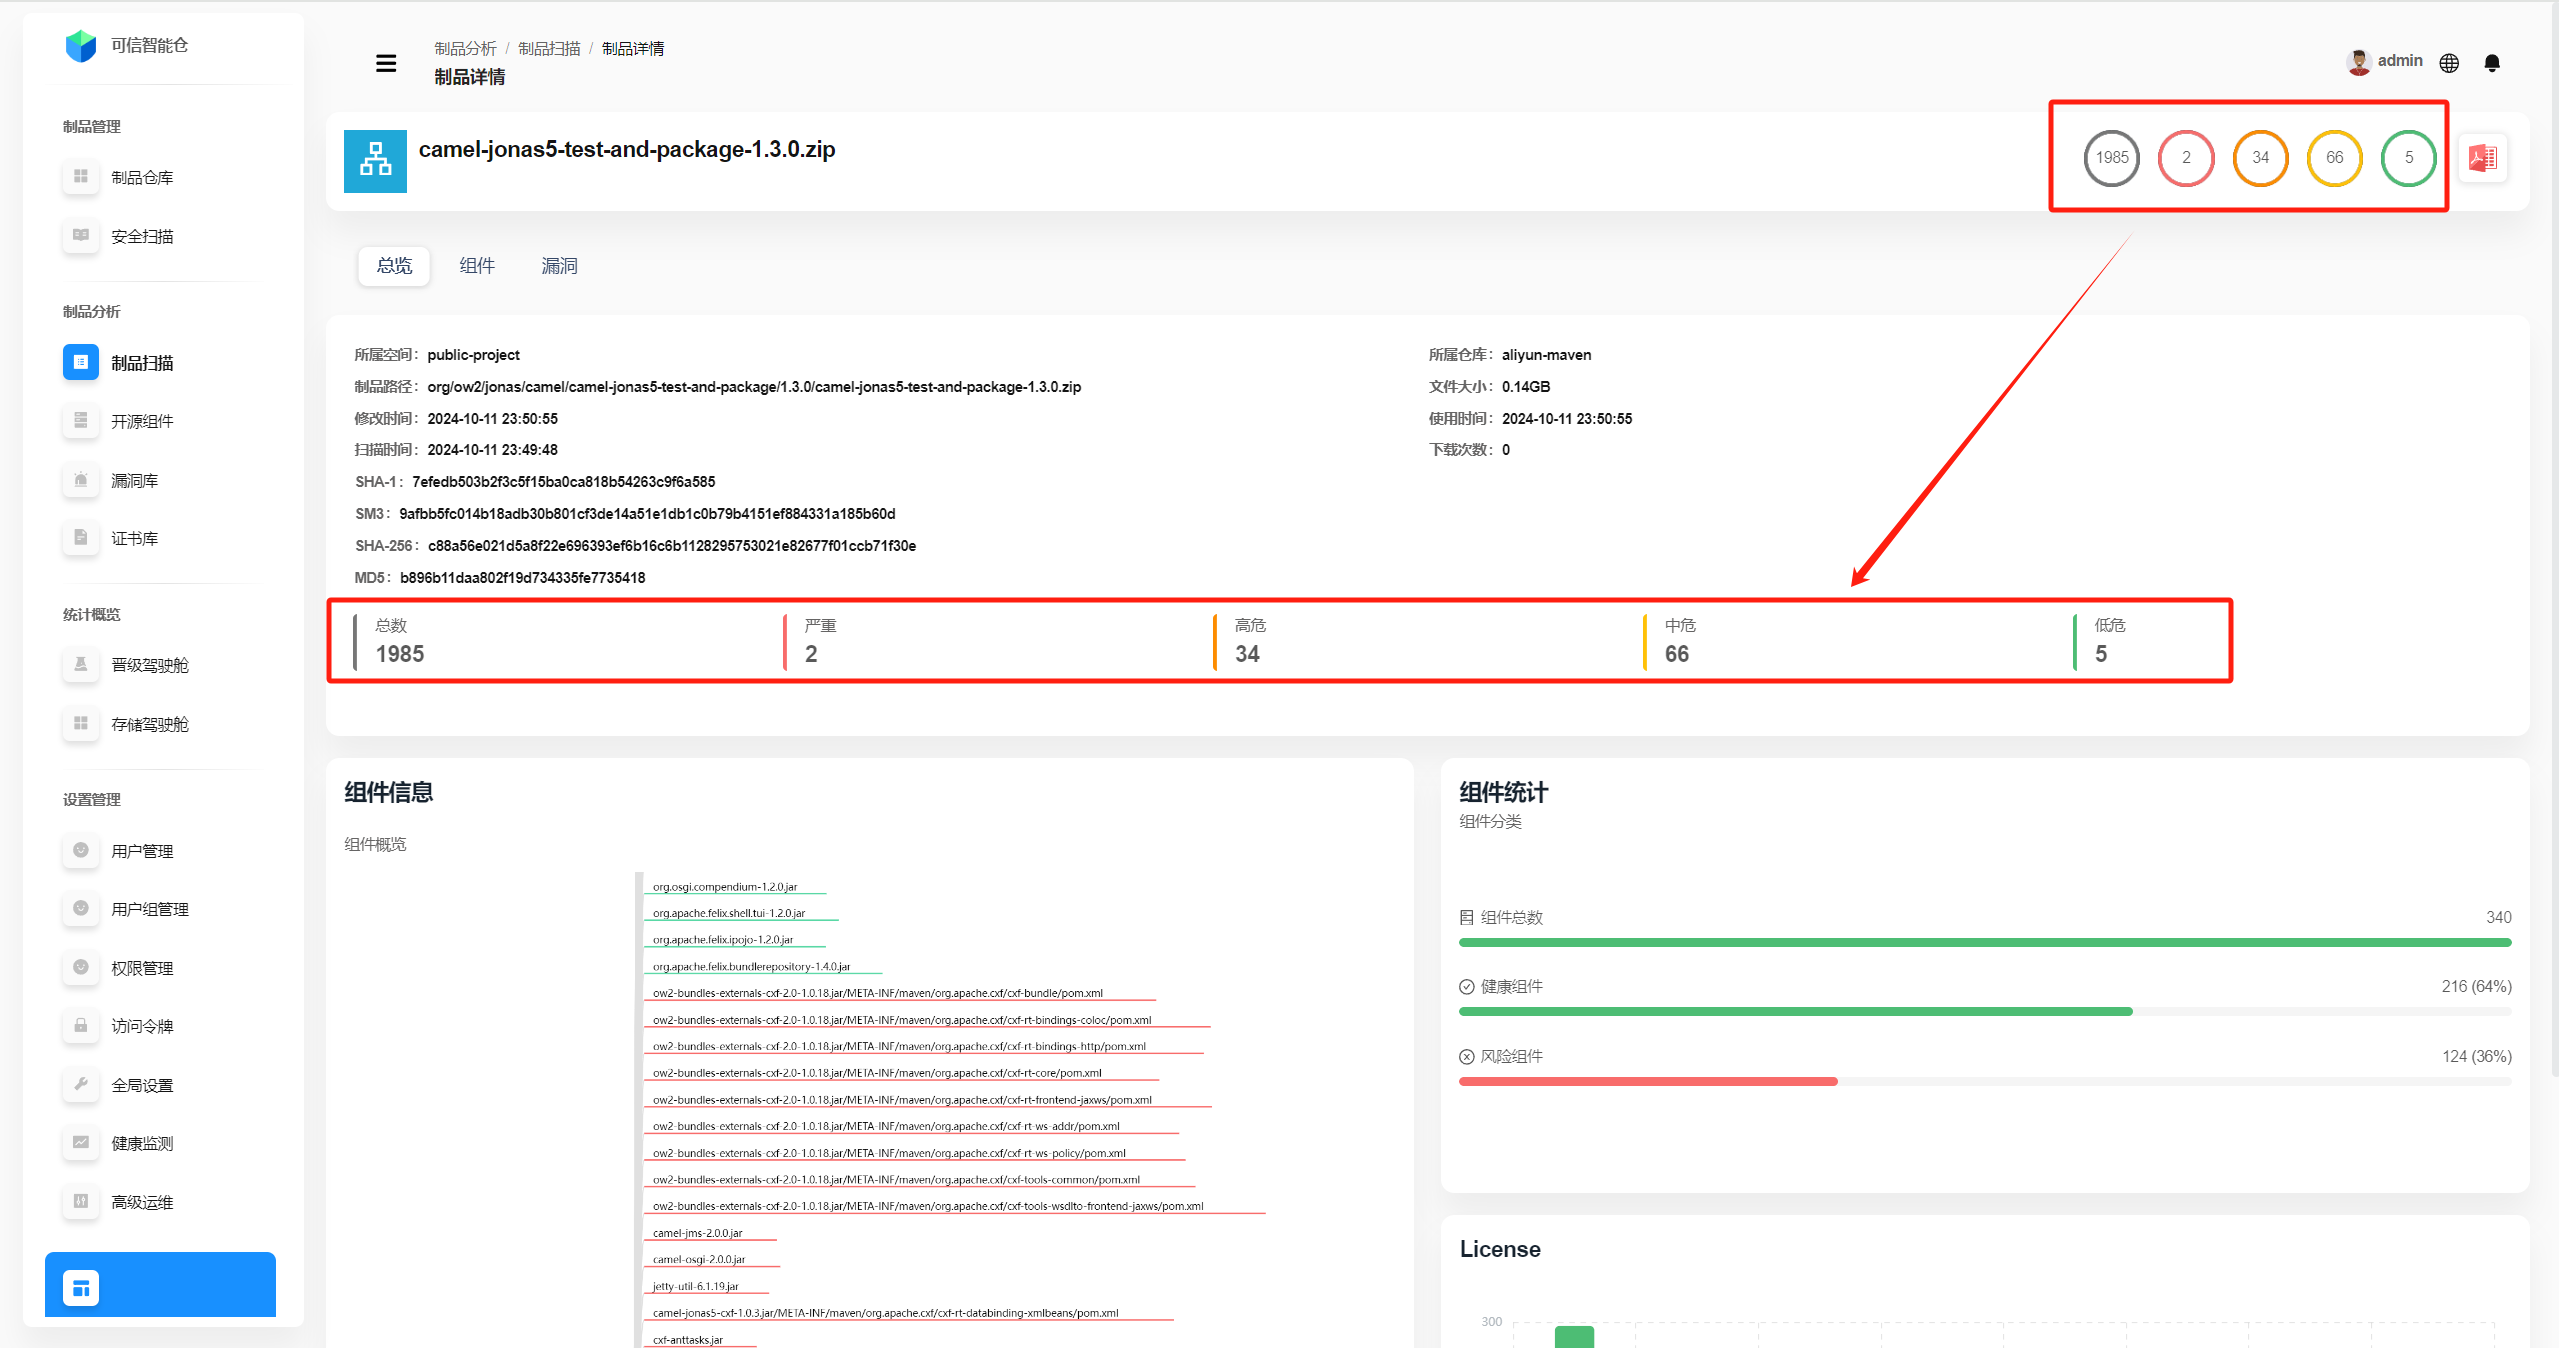 可信智能仓
制品管理
制品仓库
安全扫描
制品分析
制品扫描
开源组件
漏洞库
证书库
统计概览
晋级驾驶舱
存储驾驶舱
设置管理
用户管理
用户组管理
权限管理
访问令牌
全局设置
健康监测
高级运维
制品分析 / 制品扫描 / 制品详情
制品详情
admin
camel-jonas5-test-and-package-1.3.0.zip
1985 2 34 66 5
总览 组件 漏洞
所属空间： public-project
所属仓库： aliyun-maven
制品路径： org/ow2/jonas/camel/camel-jonas5-test-and-package/1.3.0/camel-jonas5-test-and-package-1.3.0.zip
文件大小： 0.14GB
修改时间： 2024-10-11 23:50:55
使用时间： 2024-10-11 23:50:55
扫描时间： 2024-10-11 23:49:48
下载次数： 0
SHA-1： 7efedb503b2f3c5f15ba0ca818b54263c9f6a585
SM3： 9afbb5fc014b18adb30b801cf3de14a51e1db1c0b79b4151ef884331a185b60d
SHA-256： c88a56e021d5a8f22e696393ef6b16c6b1128295753021e82677f01ccb71f30e
MD5： b896b11daa802f19d734335fe7735418
总数 严重 高危 中危 低危
1985 2 34 66 5
组件信息
组件概览
org.osgi.compendium-1.2.0.jar
org.apache.felix.shell.tui-1.2.0.jar
org.apache.felix.ipojo-1.2.0.jar
org.apache.felix.bundlerepository-1.4.0.jar
ow2-bundles-externals-cxf-2.0-1.0.18.jar/META-INF/maven/org.apache.cxf/cxf-bundle/pom.xml
ow2-bundles-externals-cxf-2.0-1.0.18.jar/META-INF/maven/org.apache.cxf/cxf-rt-bindings-coloc/pom.xml
ow2-bundles-externals-cxf-2.0-1.0.18.jar/META-INF/maven/org.apache.cxf/cxf-rt-bindings-http/pom.xml
ow2-bundles-externals-cxf-2.0-1.0.18.jar/META-INF/maven/org.apache.cxf/cxf-rt-core/pom.xml
ow2-bundles-externals-cxf-2.0-1.0.18.jar/META-INF/maven/org.apache.cxf/cxf-rt-frontend-jaxws/pom.xml
ow2-bundles-externals-cxf-2.0-1.0.18.jar/META-INF/maven/org.apache.cxf/cxf-rt-ws-addr/pom.xml
ow2-bundles-externals-cxf-2.0-1.0.18.jar/META-INF/maven/org.apache.cxf/cxf-rt-ws-policy/pom.xml
ow2-bundles-externals-cxf-2.0-1.0.18.jar/META-INF/maven/org.apache.cxf/cxf-tools-common/pom.xml
ow2-bundles-externals-cxf-2.0-1.0.18.jar/META-INF/maven/org.apache.cxf/cxf-tools-wsdlto-frontend-jaxws/pom.xml
camel-jms-2.0.0.jar
camel-osgi-2.0.0.jar
jetty-util-6.1.19.jar
camel-jonas5-cxf-1.0.3.jar/META-INF/maven/org.apache.cxf/cxf-rt-databinding-xmlbeans/pom.xml
cxf-anttasks.jar
组件统计
组件分类
组件总数 340
健康组件 216 (64%)
风险组件 124 (36%)
License
300